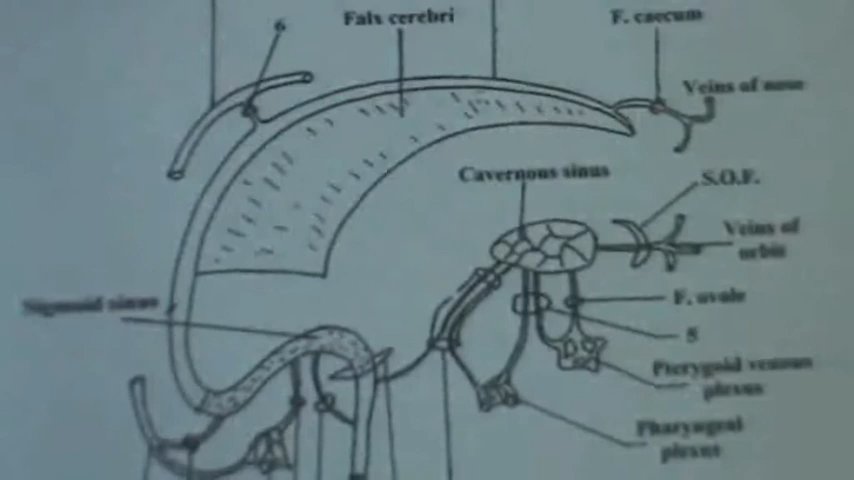 6
Falx cerebri
F. caecum
Veins of nose
Cavernous sinus
S.O.F.
Veins of
orbit
Sigmoid sinus
F. ovale
5
Pterygoid venous
plexus
Pharyngeal
plexus